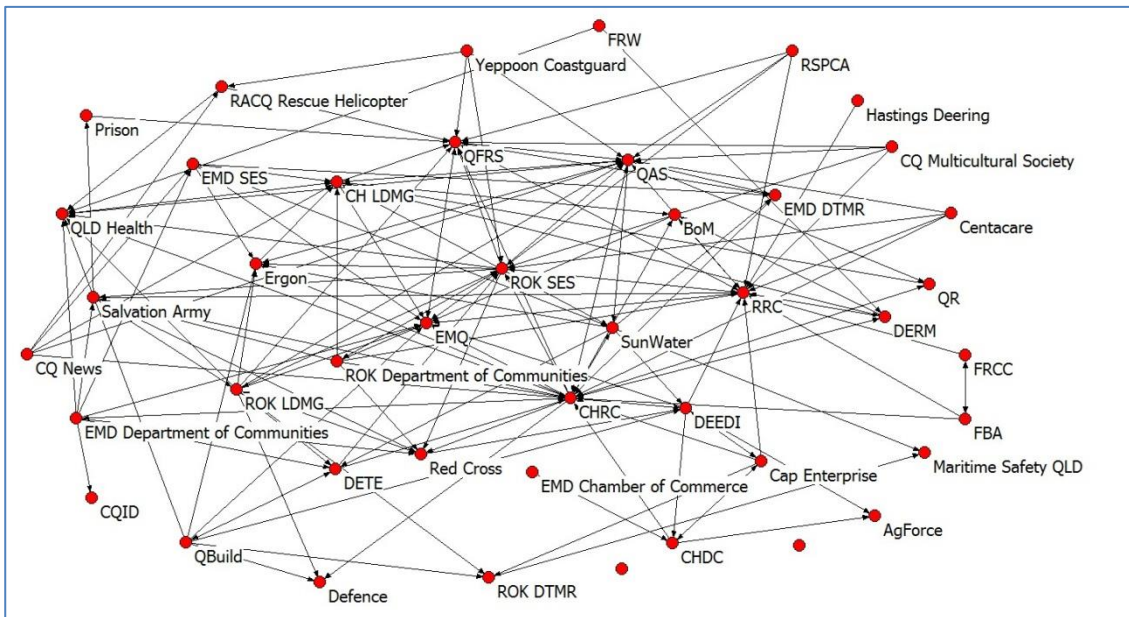 FRW
Yeppoon Coastguard
RSPCA
RACQ Rescue Helicopter
Hastings Deering
Prison
QFRS
CQ Multicultural Society
EMD SES
QAS
CH LDMG
EMD DTMR
QLD Health
BoM
Centacare
Ergon
ROK SES
QR
Salvation Army
RRC
DERM
EMQ
SunWater
CQ News
ROK Department of Communities
FRCC
ROK LDMG
CHRC
DEEDI
EMD Department of Communities
FBA
Red Cross
Maritime Safety QLD
DETE
Cap Enterprise
EMD Chamber of Commerce
CQID
AgForce
QBuild
CHDC
Defence
ROK DTMR